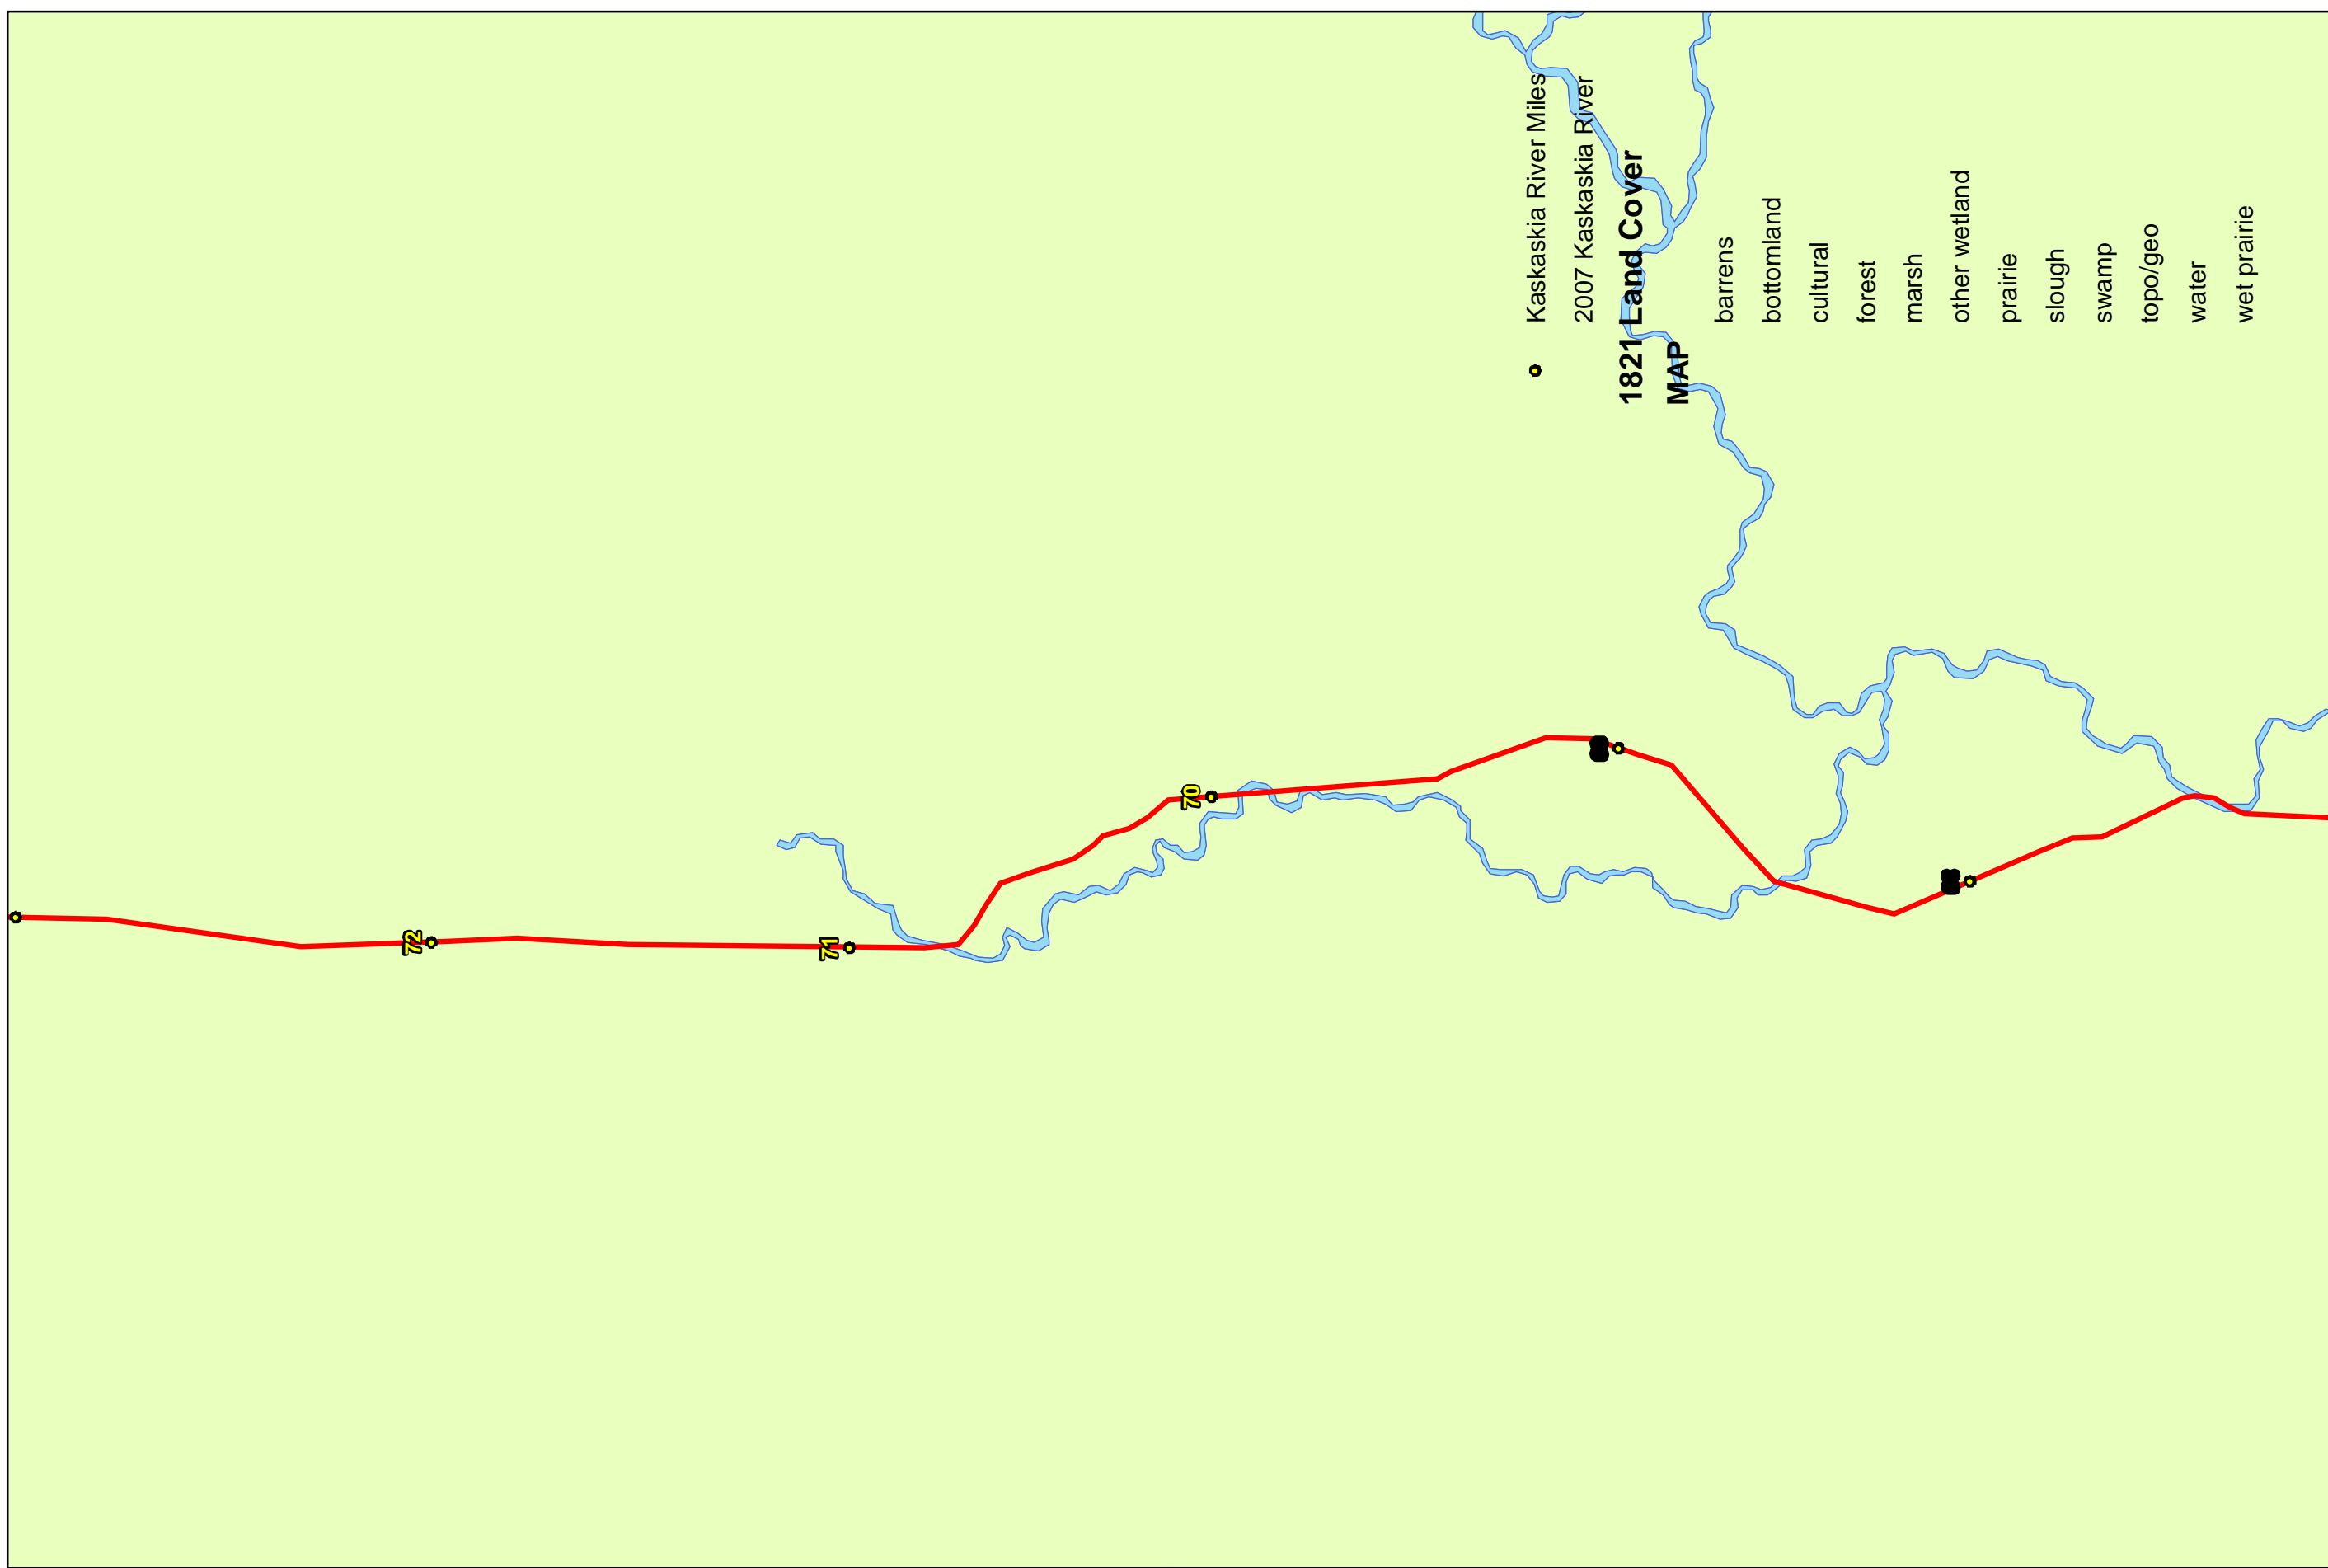 Kaskaskia River Miles
2007 Kaskaskia River
1821 Land Cover
MAP
barrens
bottomland
cultural
forest
marsh
other wetland
prairie
slough
swamp
topo/geo
water
wet prairie
72
71
70